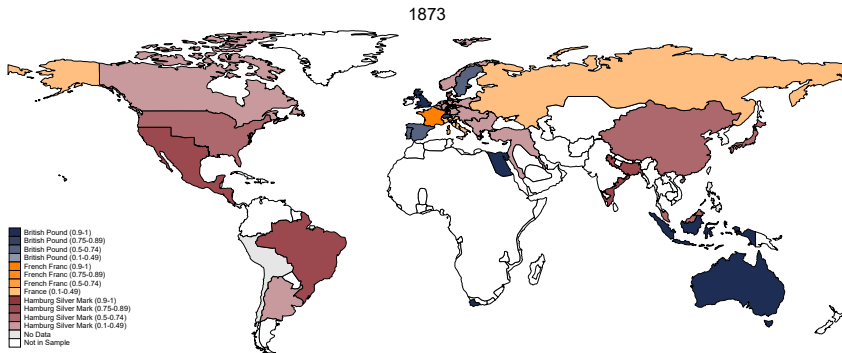 1873
British Pound (0.9-1)
British Pound (0.75-0.89)
British Pound (0.5-0.74)
British Pound (0.1-0.49)
French Franc (0.9-1)
French Franc (0.75-0.89)
French Franc (0.5-0.74)
France (0.1-0.49)
Hamburg Silver Mark (0.9-1)
Hamburg Silver Mark (0.75-0.89)
Hamburg Silver Mark (0.5-0.74)
Hamburg Silver Mark (0.1-0.49)
No Data
Not in Sample